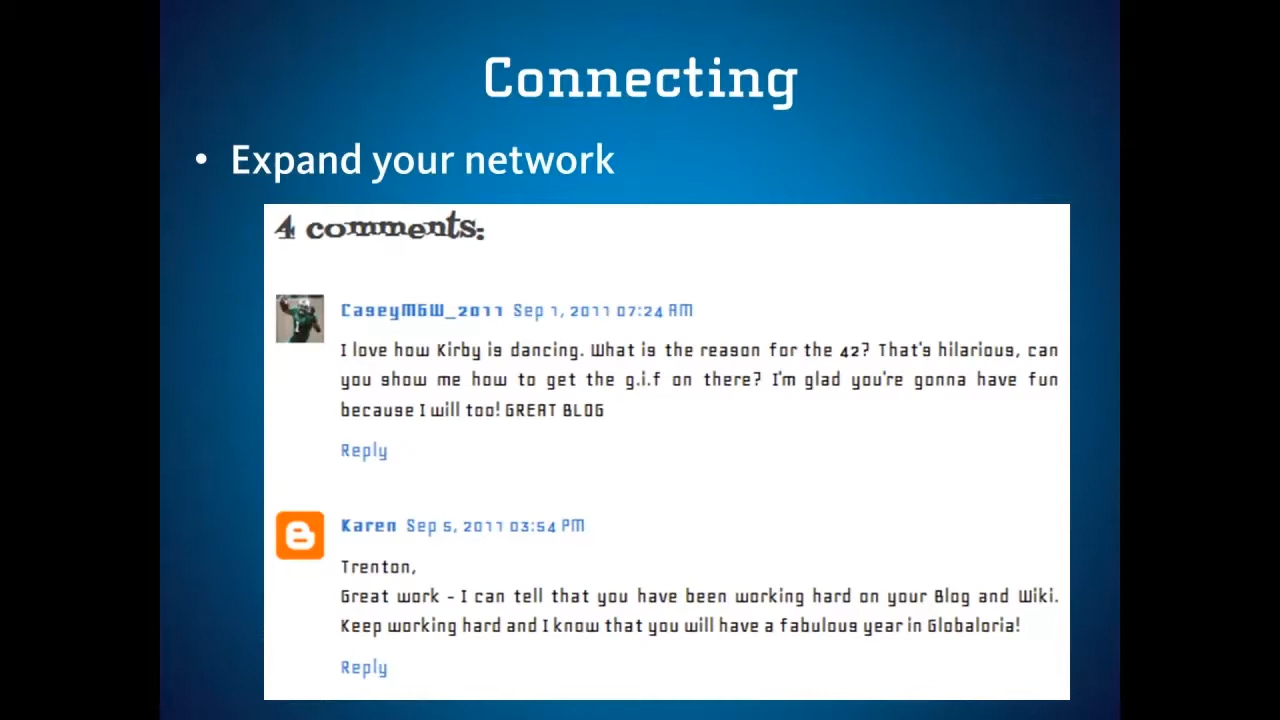 Connecting
• Expand your network
4 comments:
CaseyM&W_2011 Sep 1, 2011 07:24 AM
I love how Kirby is dancing. What is the reason for the 42? That's hilarious, can
you show me how to get the g.i.f on there? I'm glad you're gonna have fun
because I will too! GREAT BLOG
Reply
Karen Sep 5, 2011 03:54 PM
Trenton,
Great work - I can tell that you have been working hard on your Blog and Wiki.
Keep working hard and I know that you will have a fabulous year in Globaloria!
Reply